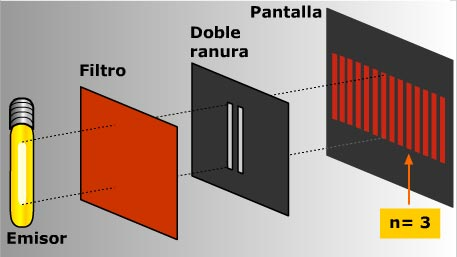 Pantalla
Doble
ranura
Filtro
Emisor
n= 3